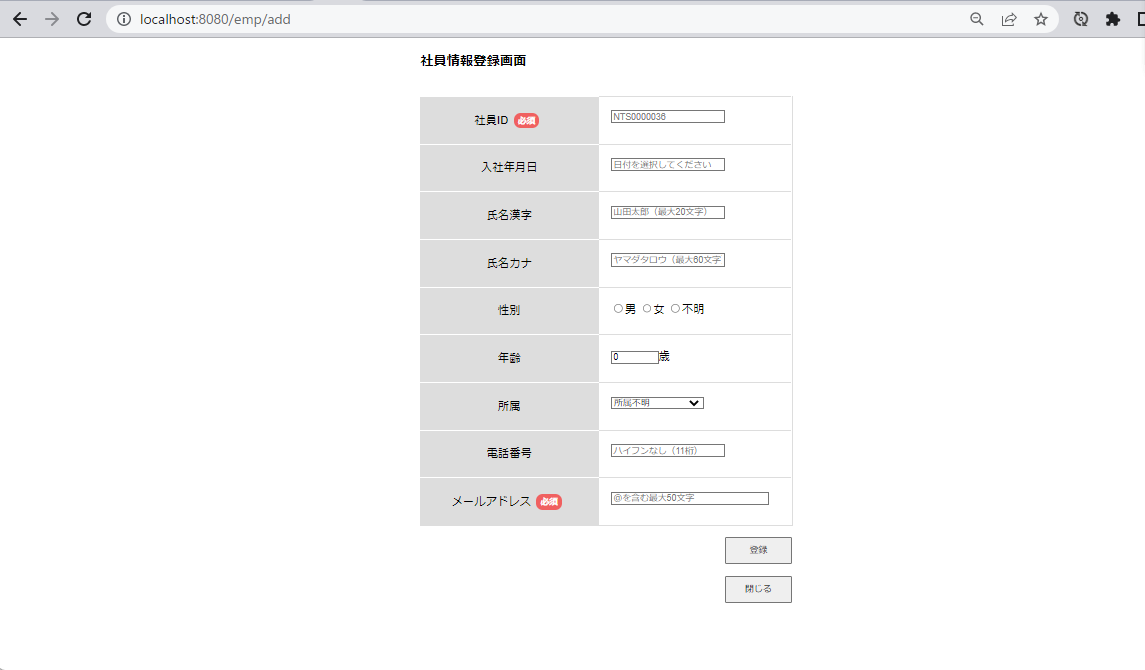 localhost:8080/emp/add
社員情報登録画面
社員ID 必須 NTS0000036
入社年月日 日付を選択してください
氏名漢字 山田太郎（最大20文字）
氏名カナ ヤマダタロウ（最大60文字
性別 男 女 不明
年齢 0 歳
所属 所属不明
電話番号 ハイフンなし（11桁）
メールアドレス 必須 @を含む最大50文字
登録
閉じる